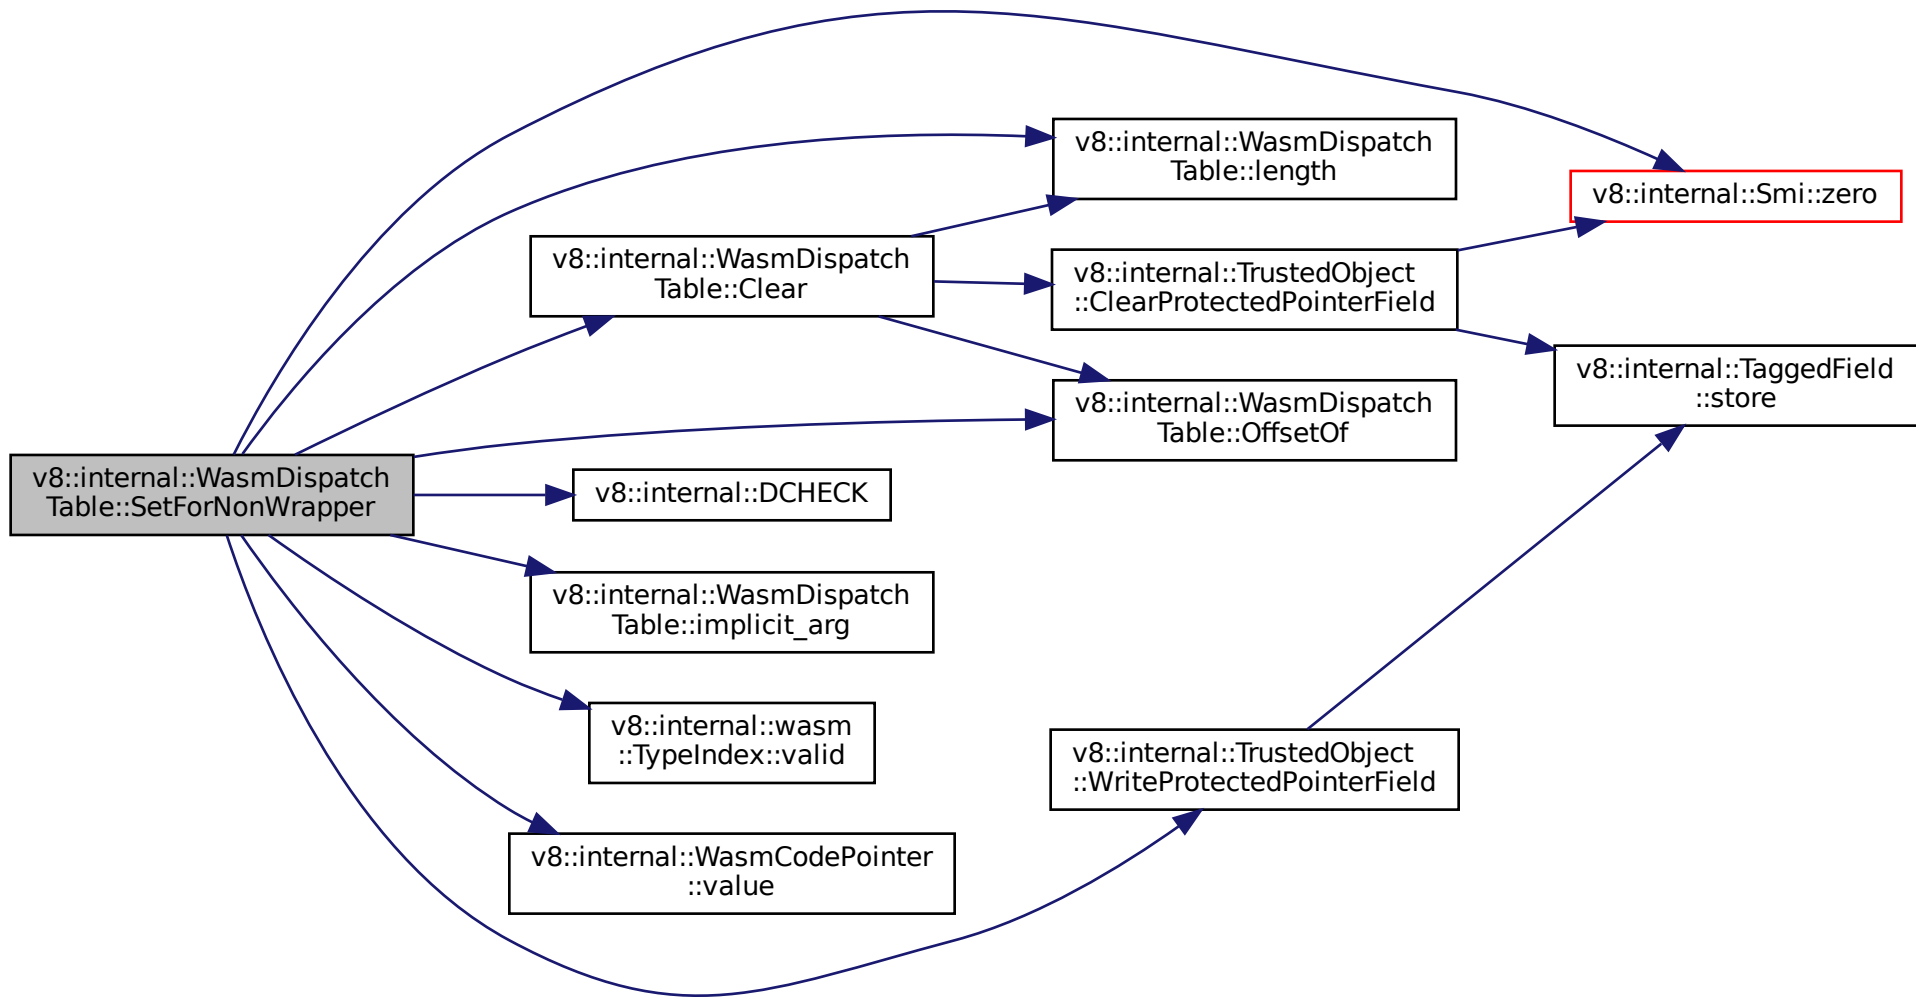 v8::internal::WasmDispatch
Table::SetForNonWrapper
v8::internal::WasmDispatch
Table::Clear
v8::internal::DCHECK
v8::internal::WasmDispatch
Table::implicit_arg
v8::internal::wasm
::TypeIndex::valid
v8::internal::WasmCodePointer
::value
v8::internal::WasmDispatch
Table::length
v8::internal::TrustedObject
::ClearProtectedPointerField
v8::internal::WasmDispatch
Table::OffsetOf
v8::internal::TrustedObject
::WriteProtectedPointerField
v8::internal::Smi::zero
v8::internal::TaggedField
::store